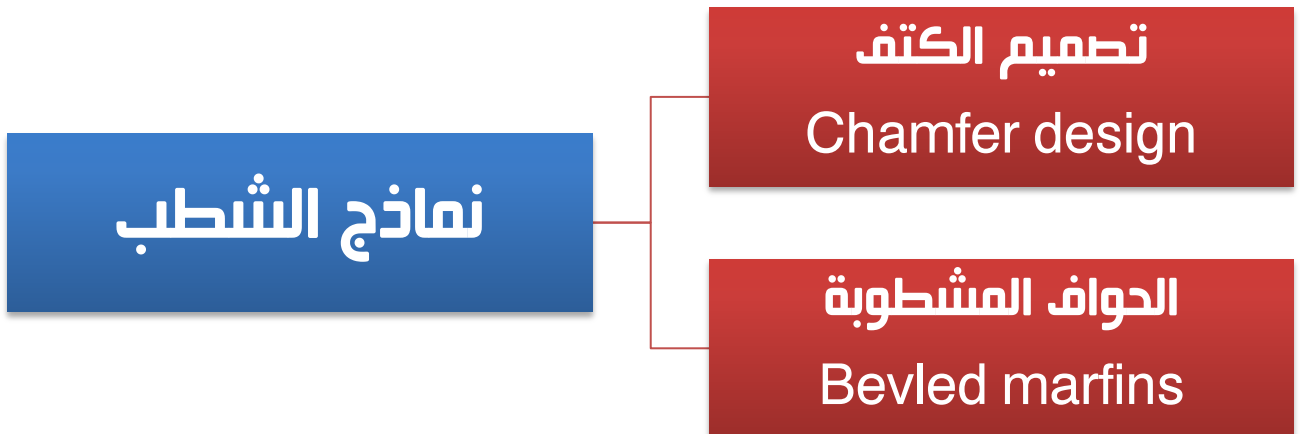 نماذج الشطب
تصميم الكتف
Chamfer design
الحواف المشطوبة
Bevled marfins